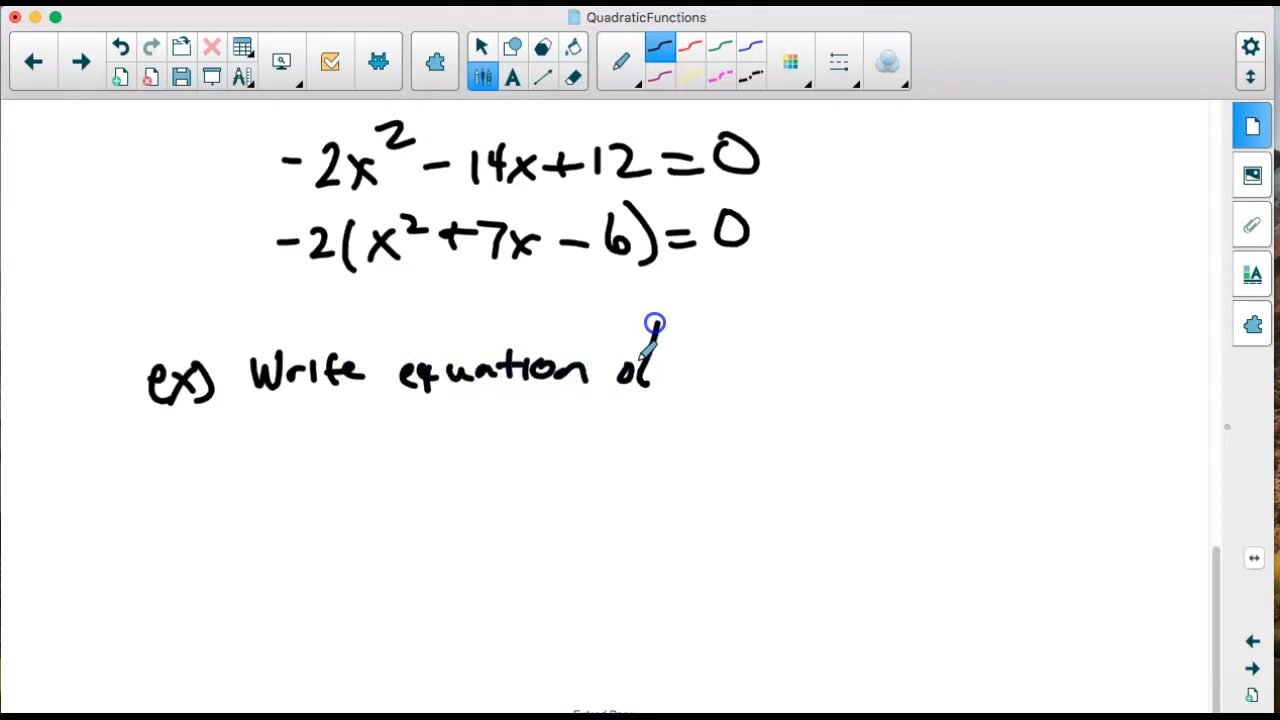 QuadraticFunctions
-2x² - 14x + 12 = 0
-2(x² + 7x - 6) = 0
ex) Write equation of